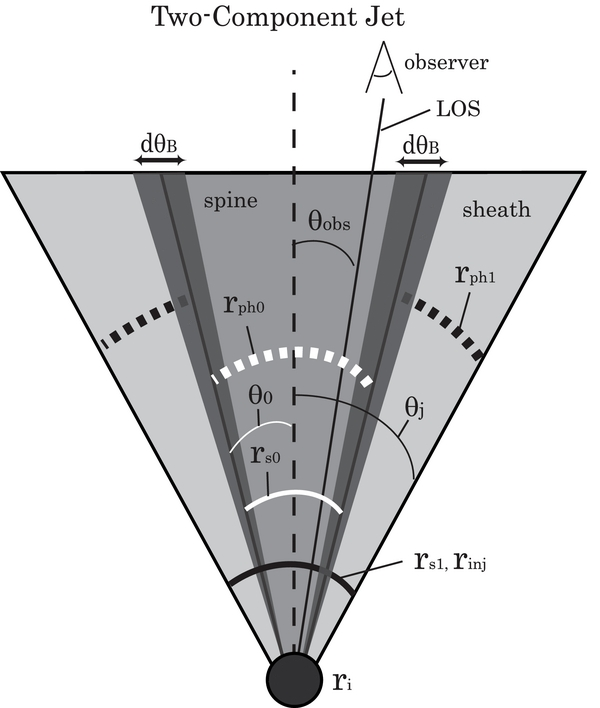 Two-Component Jet
observer
LOS
dθB
dθB
spine
θobs
sheath
rph1
rph0
θ0
θj
rs0
rs1, rinj
ri